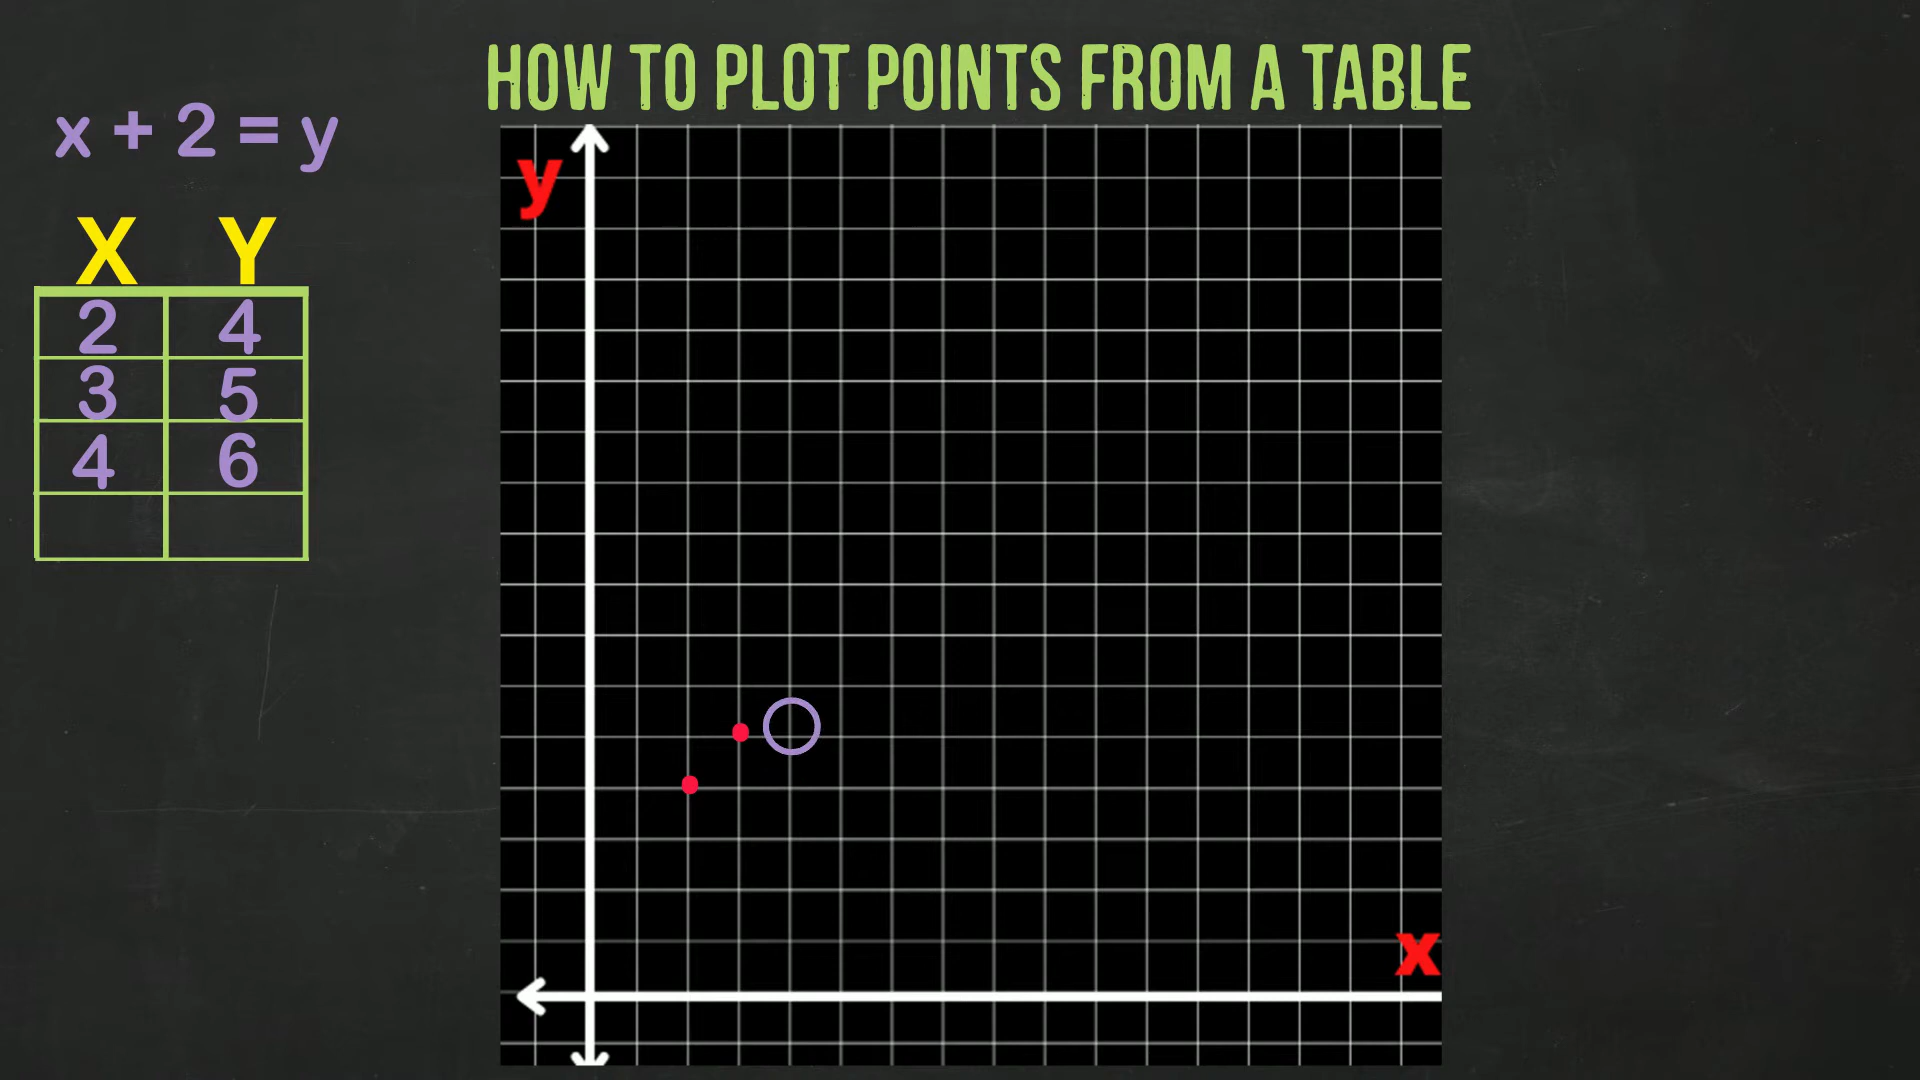 HOW TO PLOT POINTS FROM A TABLE
x + 2 = y
X Y
2 4
3 5
4 6
y
x